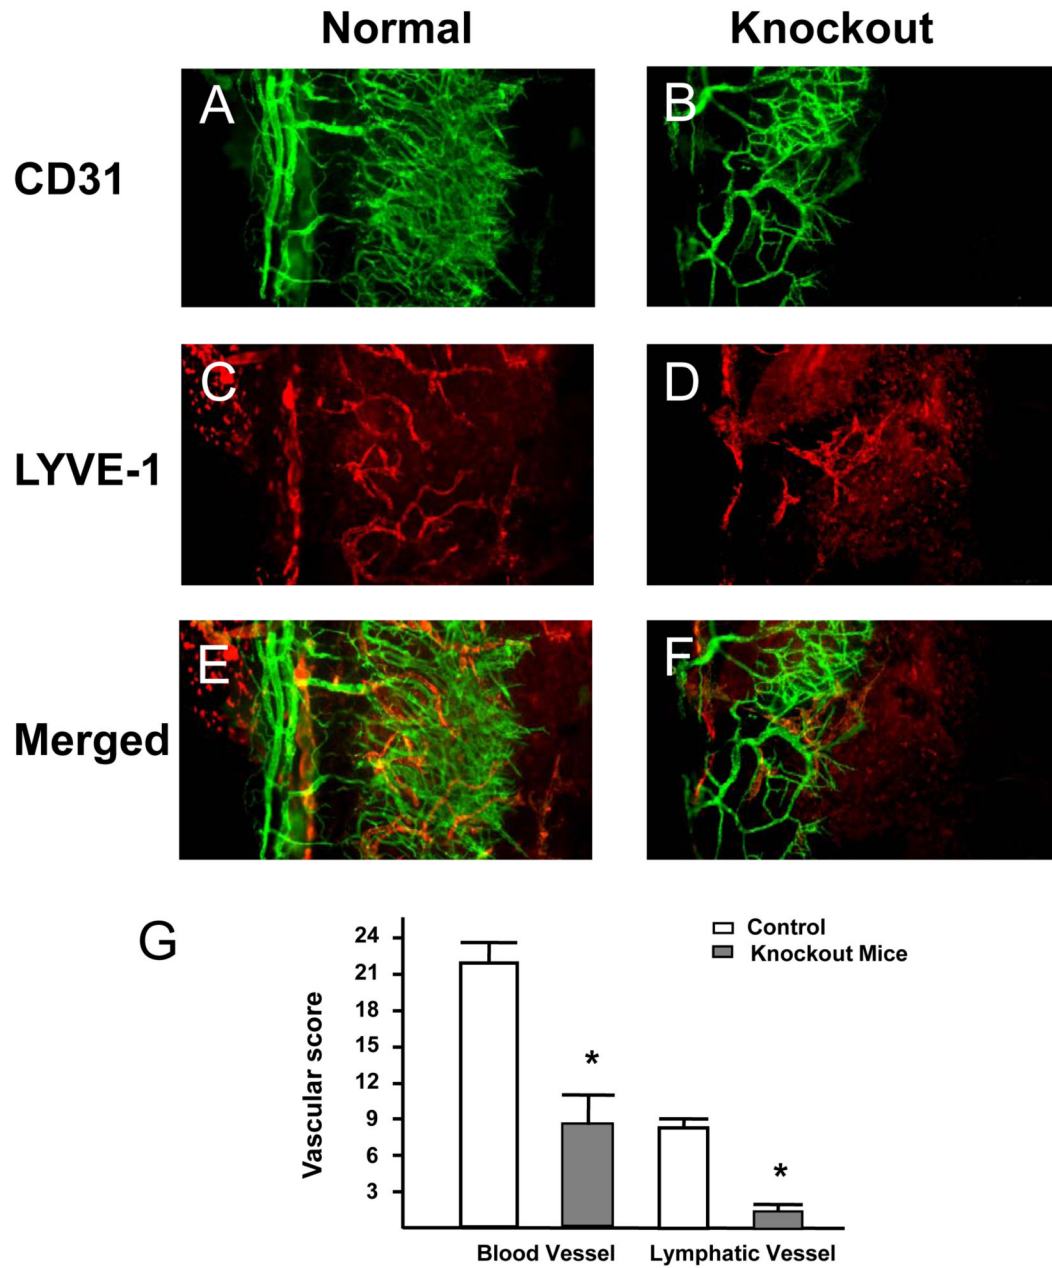 Normal Knockout
CD31 A B
LYVE-1 C D
Merged E F
G
Control
Knockout Mice
Vascular score
24
21
18
15
12
9
6
3
*
*
Blood Vessel Lymphatic Vessel